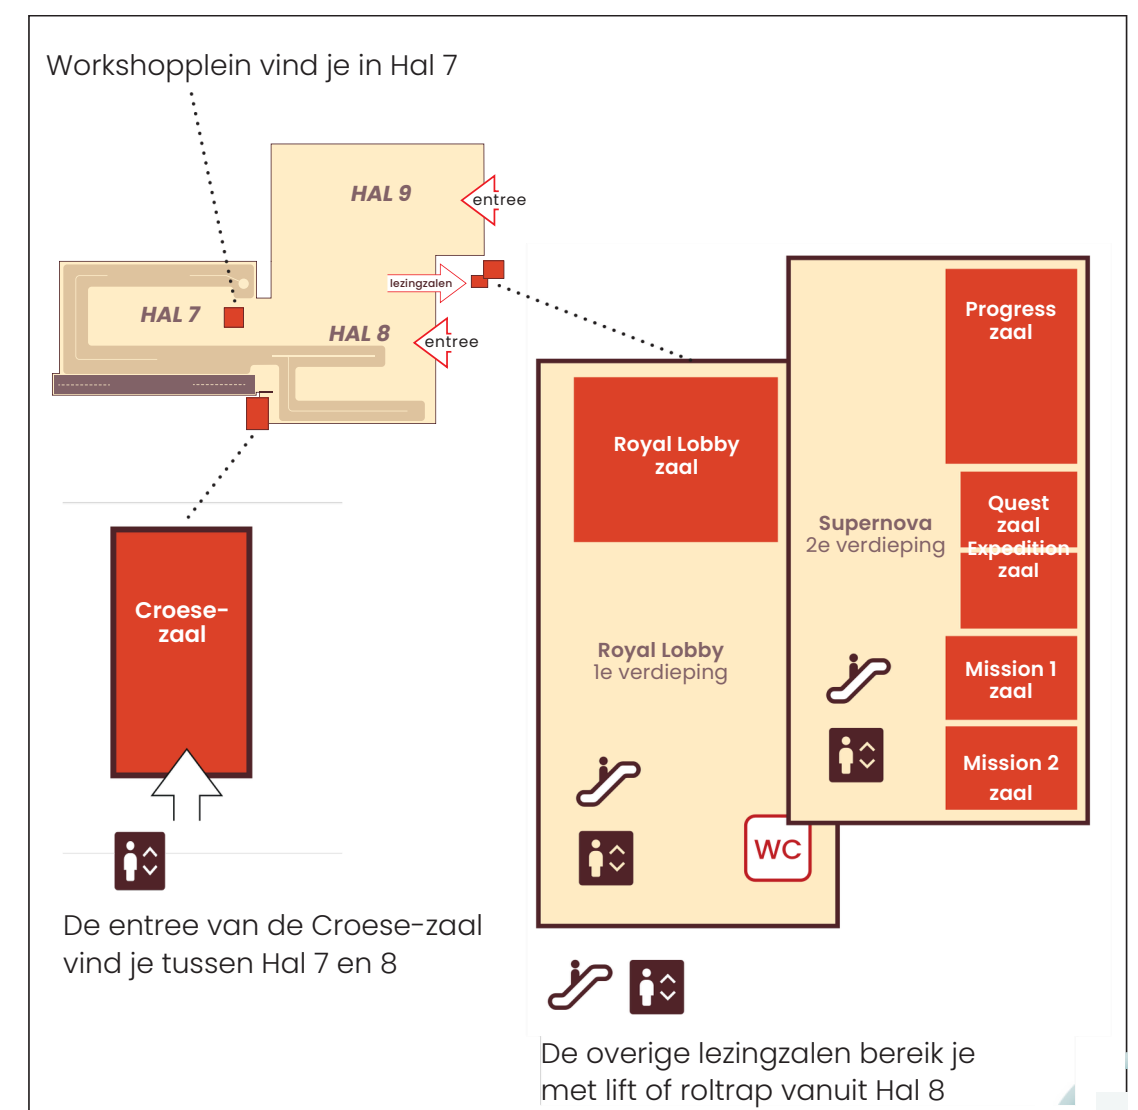 Workshopplein vind je in Hal 7
HAL 9
entree
lezingzalen
HAL 7
HAL 8
entree
Croese-
zaal
De entree van de Croese-zaal
vind je tussen Hal 7 en 8
Royal Lobby
zaal
Royal Lobby
1e verdieping
WC
Supernova
2e verdieping
Progress
zaal
Quest
zaal
Expedition
zaal
Mission 1
zaal
Mission 2
zaal
De overige lezingzalen bereik je
met lift of roltrap vanuit Hal 8